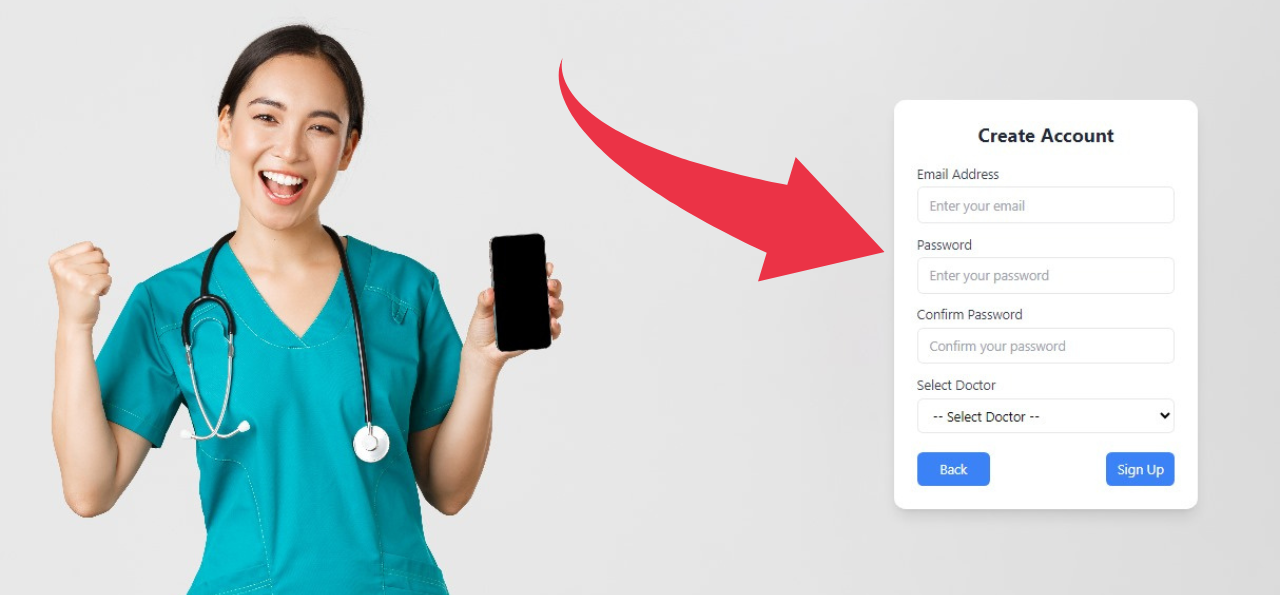 Create Account
Email Address
Enter your email
Password
Enter your password
Confirm Password
Confirm your password
Select Doctor
-- Select Doctor --
Back
Sign Up